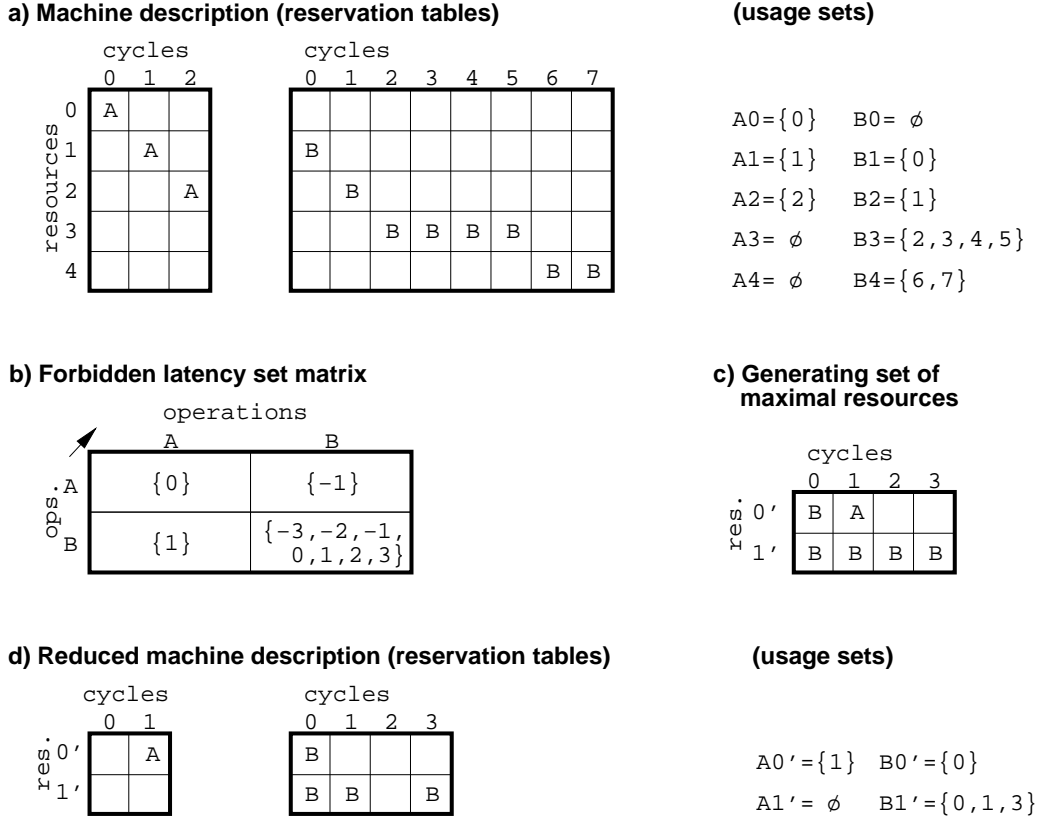 a) Machine description (reservation tables)
(usage sets)
cycles
0 1 2
cycles
0 1 2 3 4 5 6 7
resources
0 A
1 A B
2 A B
3 B B B B
4 B B
A0={0} B0= ϕ
A1={1} B1={0}
A2={2} B2={1}
A3= ϕ B3={2,3,4,5}
A4= ϕ B4={6,7}
b) Forbidden latency set matrix
operations
A B
ops.
A {0} {-1}
B {1} {-3,-2,-1,
0,1,2,3}
c) Generating set of
maximal resources
cycles
0 1 2 3
res.
0' B A
1' B B B B
d) Reduced machine description (reservation tables)
(usage sets)
cycles
0 1
cycles
0 1 2 3
res.
0' A B
1' B B B
A0'={1} B0'={0}
A1'= ϕ B1'={0,1,3}